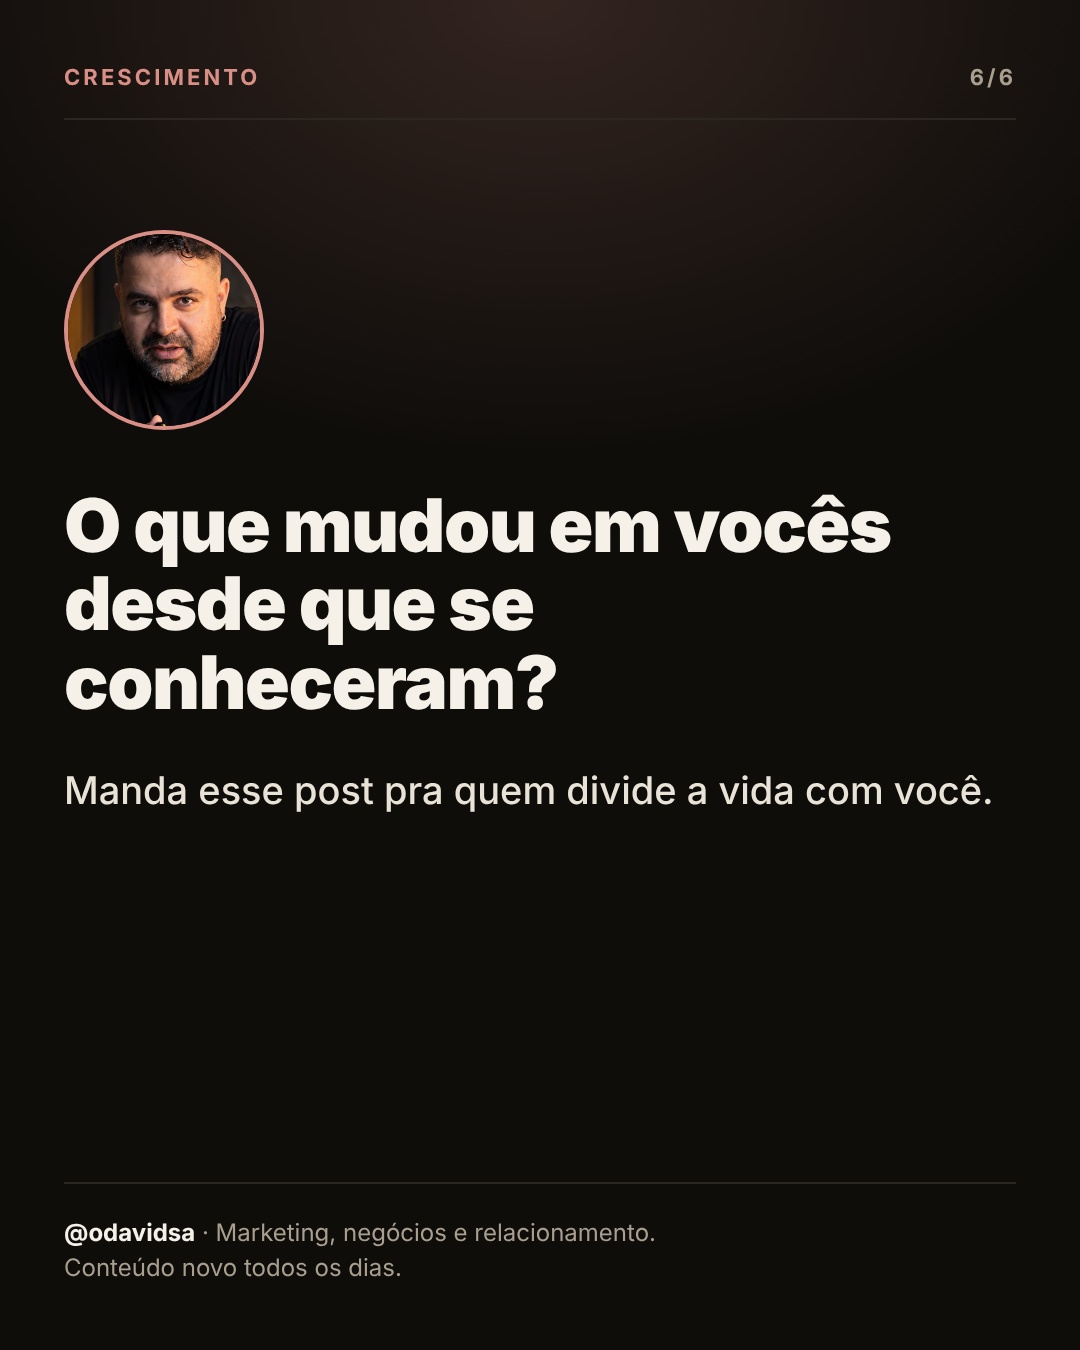 CRESCIMENTO
6/6
O que mudou em vocês
desde que se
conheceram?
Manda esse post pra quem divide a vida com você.
@odavidsa · Marketing, negócios e relacionamento.
Conteúdo novo todos os dias.